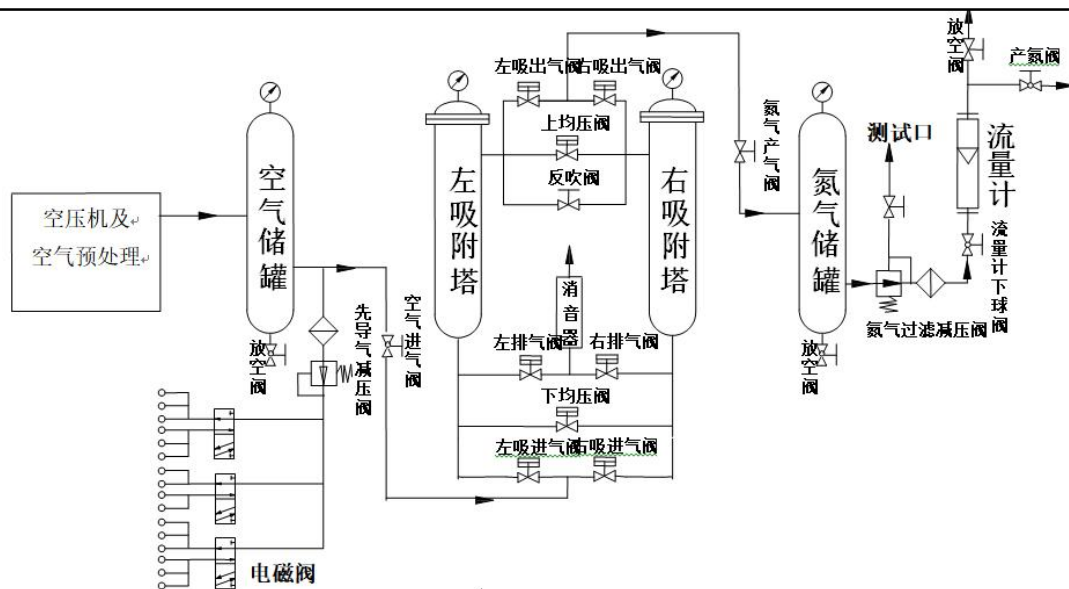 空压机及
空气预处理
空气储罐
放空阀
先导气减压阀
空气进气阀
电磁阀
左吸附塔
左吸出气阀
右吸出气阀
上均压阀
反吹阀
消音器
左排气阀
右排气阀
下均压阀
左吸进气阀
右吸进气阀
右吸附塔
氮气产气阀
氮气储罐
放空阀
测试口
氮气过滤减压阀
流量计
流量计下球阀
放空阀
产氮阀